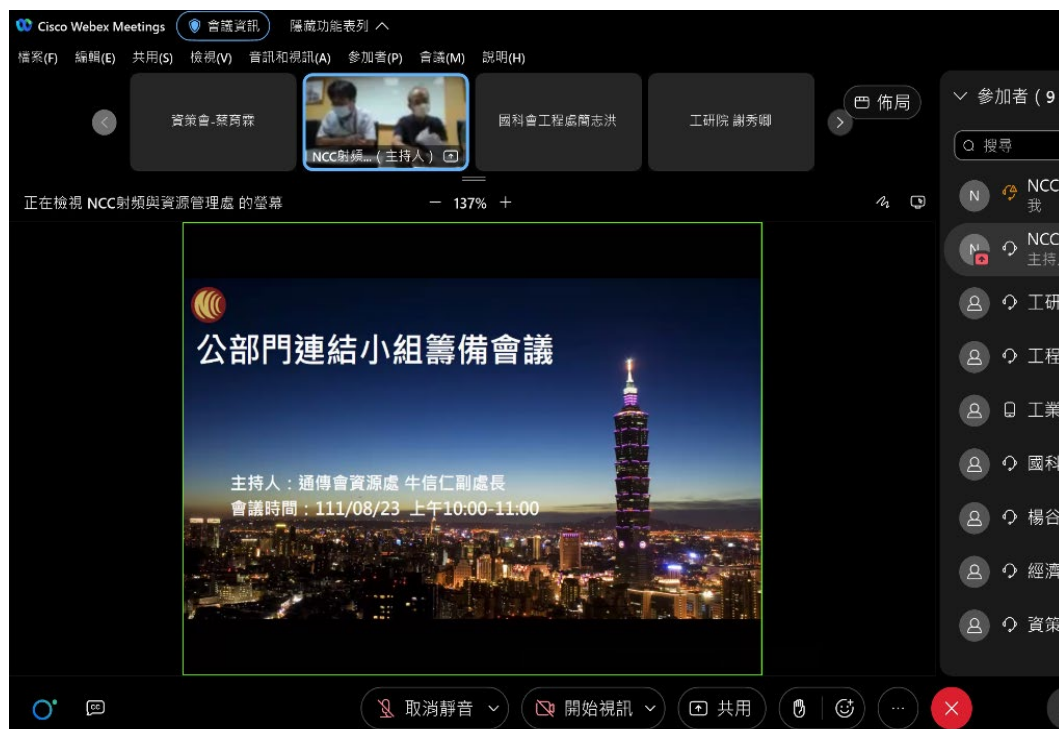 Cisco Webex Meetings 會議資訊 隱藏功能表列
檔案(F) 編輯(E) 共用(S) 檢視(V) 音訊和視訊(A) 參加者(P) 會議(M) 說明(H)
資策會-蔡育霖
NCC射頻...（主持人）
國科會工程處簡志洪
工研院 謝秀卿
佈局
正在檢視 NCC射頻與資源管理處 的螢幕
137%
NCC
公部門連結小組籌備會議
主持人：通傳會資源處 牛信仁副處長
會議時間：111/08/23 上午10:00-11:00
參加者（9
搜尋
N NCC
我
N NCC
主持
工研
工程
工業
國科
楊谷
經濟
資策
CC 取消靜音 開始視訊 共用